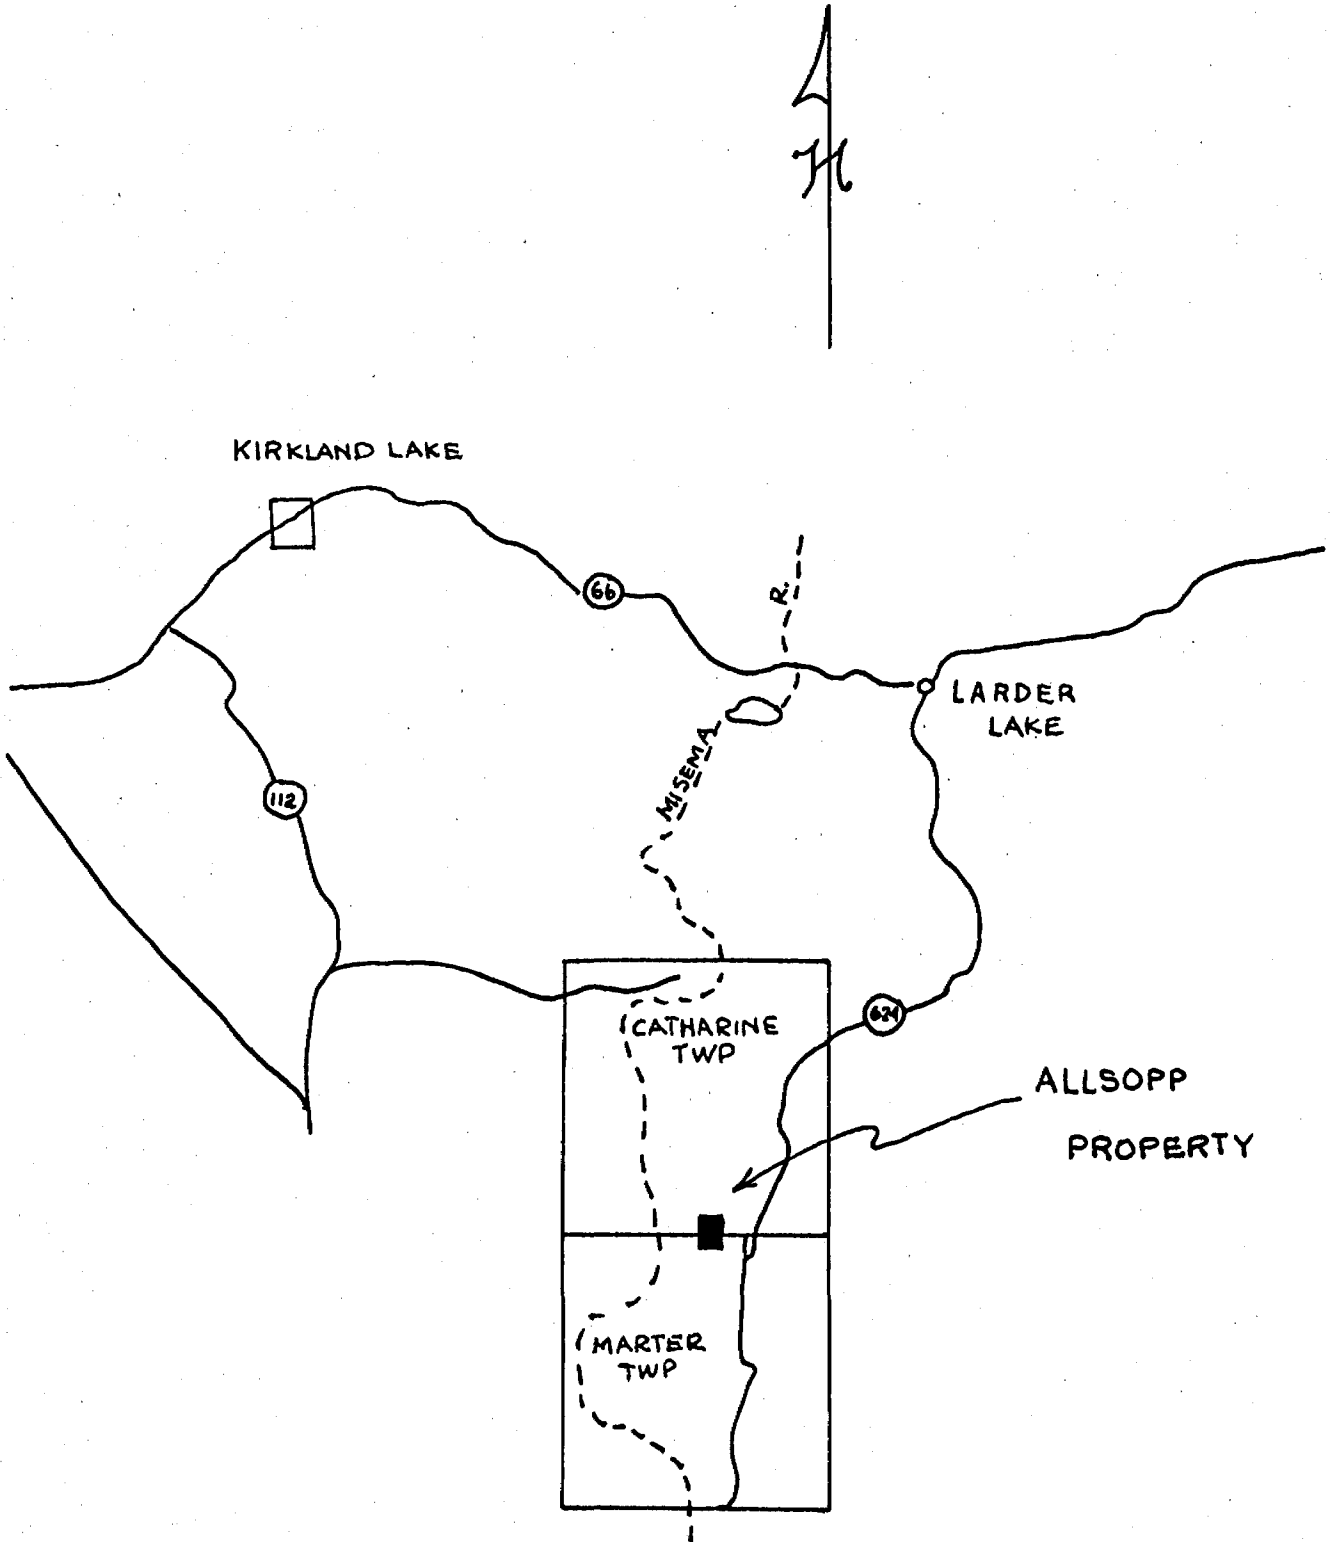 N
KIRKLAND LAKE
66
R.
LARDER
LAKE
MISEMA
112
CATHARINE
TWP
624
ALLSOPP
PROPERTY
MARTER
TWP